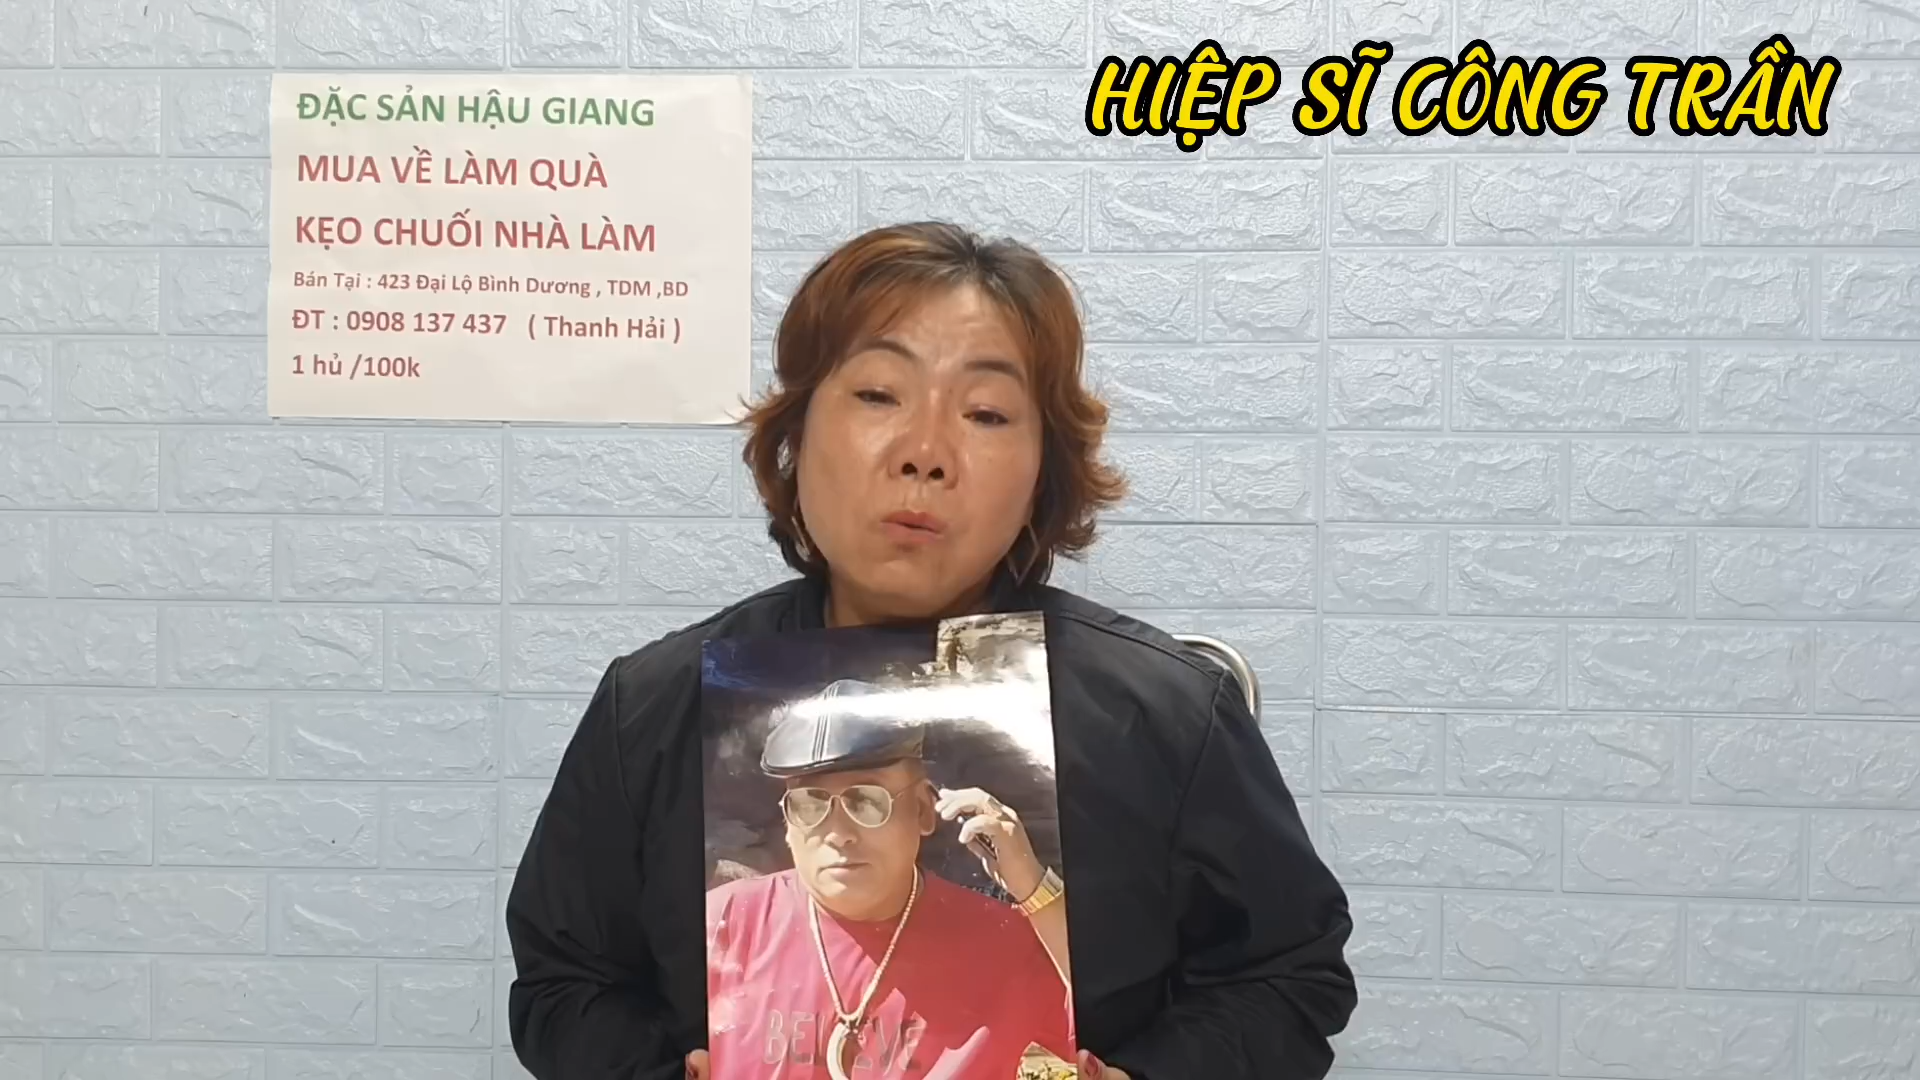 HIỆP SĨ CÔNG TRẦN
ĐẶC SẢN HẬU GIANG
MUA VỀ LÀM QUÀ
KẸO CHUỐI NHÀ LÀM
Bán Tại : 423 Đại Lộ Bình Dương , TDM ,BD
ĐT : 0908 137 437 ( Thanh Hải )
1 hủ /100k
BELIEVE